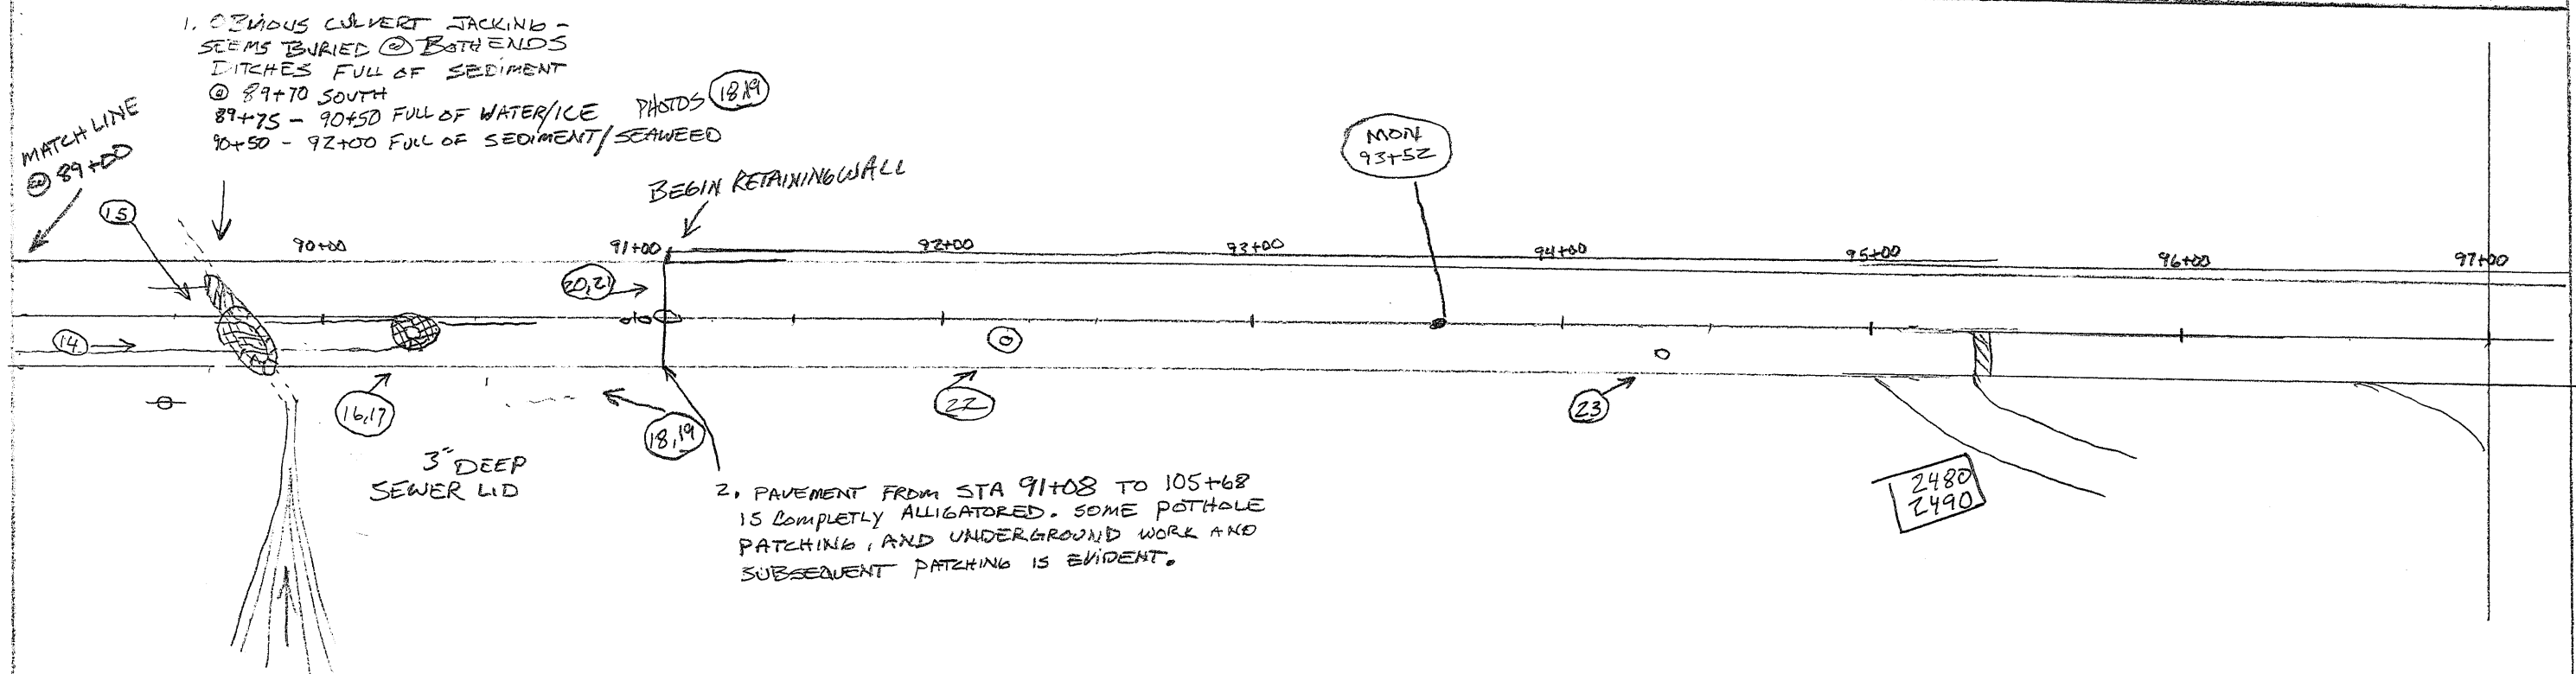 1. OBVIOUS CULVERT JACKING -
SEEMS BURIED @ BOTH ENDS
DITCHES FULL OF SEDIMENT
@ 89+70 SOUTH
89+75 - 90+50 FULL OF WATER/ICE PHOTOS 18,19
90+50 - 92+00 FULL OF SEDIMENT/SEAWEED
MATCH LINE
@ 89+00
BEGIN RETAINING WALL
MON
93+52
15
90+00
91+00
92+00
93+00
94+00
95+00
96+00
97+00
20,21
14
16,17
18,19
22
23
3" DEEP
SEWER LID
2. PAVEMENT FROM STA 91+08 TO 105+68
IS COMPLETLY ALLIGATORED. SOME POTHOLE
PATCHING, AND UNDERGROUND WORK AND
SUBSEQUENT PATCHING IS EVIDENT.
2480
2490